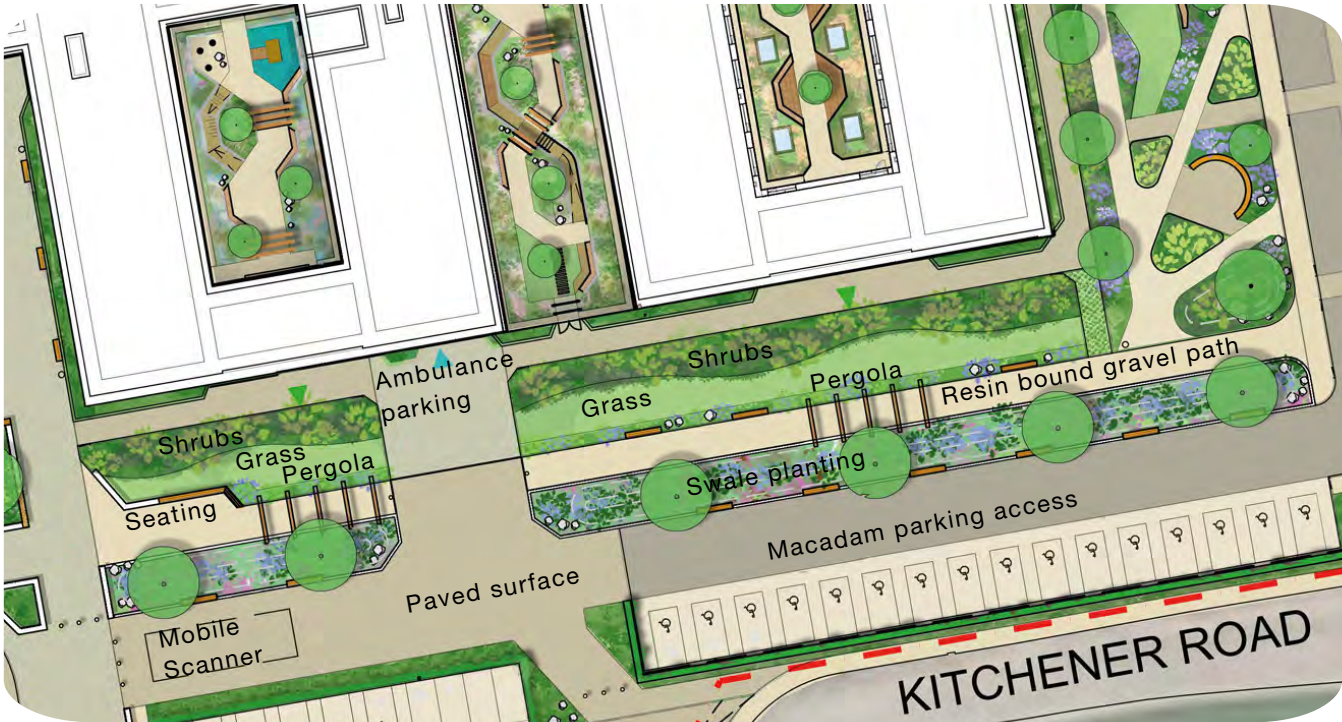 Ambulance
parking
Shrubs
Pergola
Resin bound gravel path
Grass
Shrubs
Grass
Pergola
Seating
Swale planting
Macadam parking access
Paved surface
Mobile
Scanner
KITCHENER ROAD